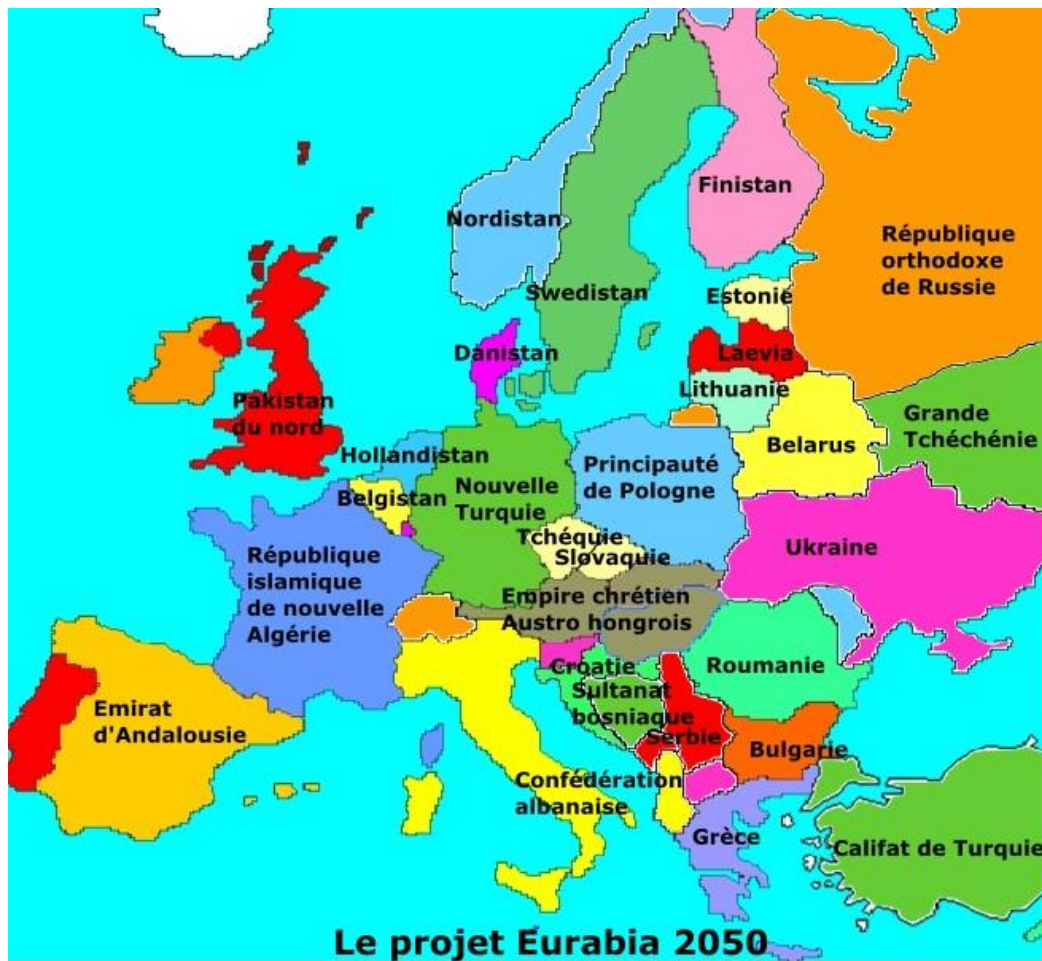 Finistan
Nordistan
République
orthodoxe
de Russie
Swedistan
Estonie
Danistan
Laevia
Lithuanie
Pakistan
du nord
Grande
Tchéchénie
Belarus
Hollandistan
Principauté
de Pologne
Belgistan
Nouvelle
Turquie
Tchéquie
Slovaquie
Ukraine
République
islamique
de nouvelle
Algérie
Empire chrétien
Austro hongrois
Croatie
Roumanie
Sultanat
bosniaque
Emirat
d'Andalousie
Serbie
Bulgarie
Confédération
albanaise
Grèce
Califat de Turquie
Le projet Eurabia 2050